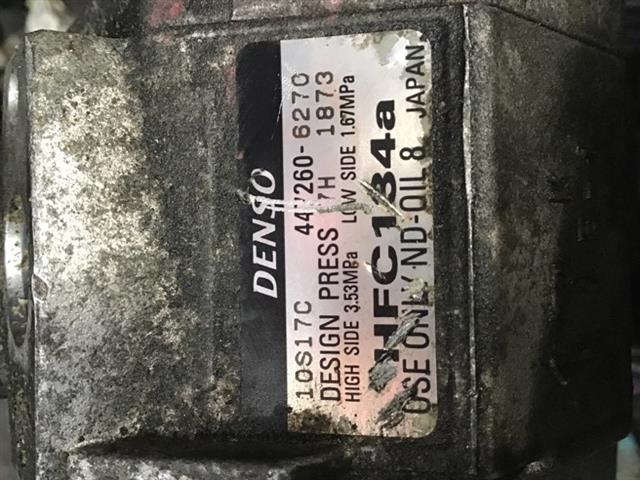 DENSO
10S17C 447260-6270
DESIGN PRESS 7H 1873
HIGH SIDE 3.53MPa LOW SIDE 1.67MPa
HFC134a
USE ONLY ND-OIL 8 JAPAN